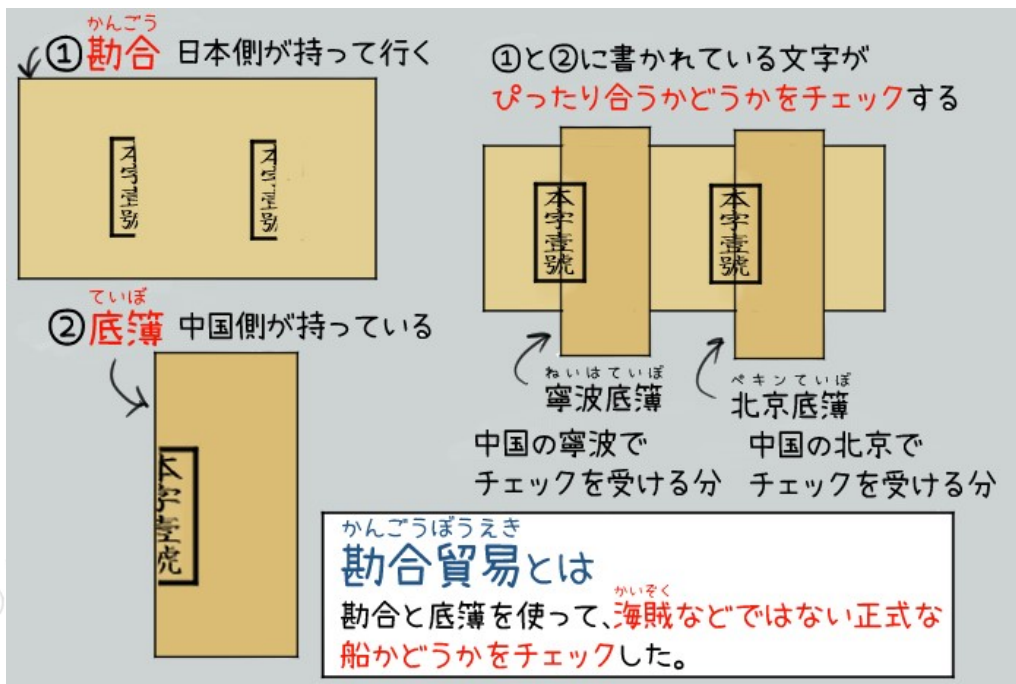 かんごう
①勘合 日本側が持って行く
本字壹號
本字壹號
ていぼ
②底簿 中国側が持っている
本字壹號
①と②に書かれている文字が
ぴったり合うかどうかをチェックする
本字壹號
本字壹號
ねいはていぼ
寧波底簿
中国の寧波で
チェックを受ける分
ペキンていぼ
北京底簿
中国の北京で
チェックを受ける分
かんごうぼうえき
勘合貿易とは
かいぞく
勘合と底簿を使って、海賊などではない正式な
船かどうかをチェックした。